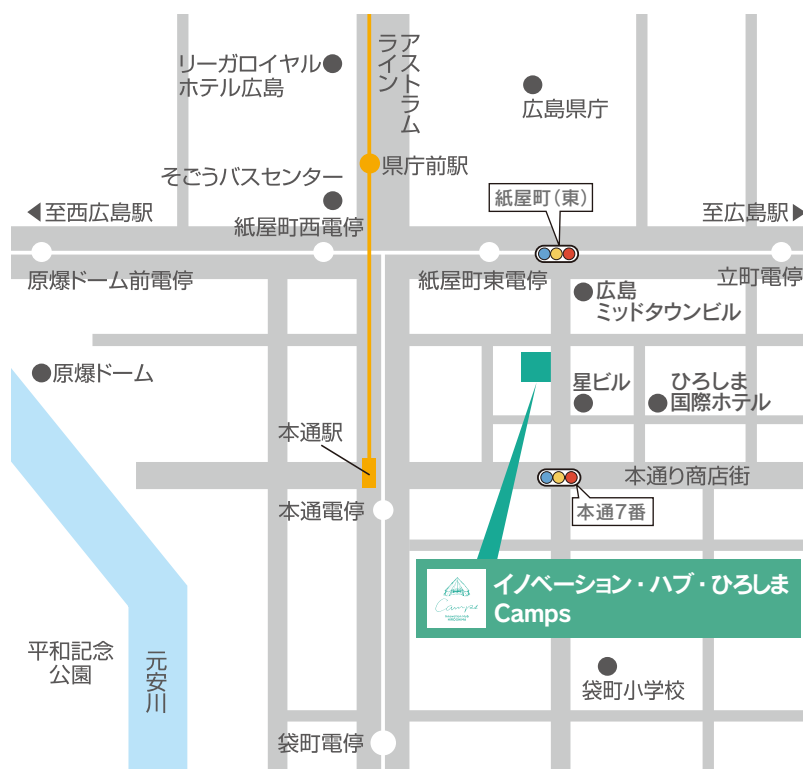 アストラム
ライン
リーガロイヤル
ホテル広島
広島県庁
県庁前駅
そごうバスセンター
紙屋町(東)
◀至西広島駅
至広島駅▶
紙屋町西電停
原爆ドーム前電停
紙屋町東電停
立町電停
広島
ミッドタウンビル
原爆ドーム
星ビル
ひろしま
国際ホテル
本通駅
本通り商店街
本通電停
本通7番
イノベーション・ハブ・ひろしま
Camps
Camps
平和記念
公園
元安川
袋町小学校
袋町電停